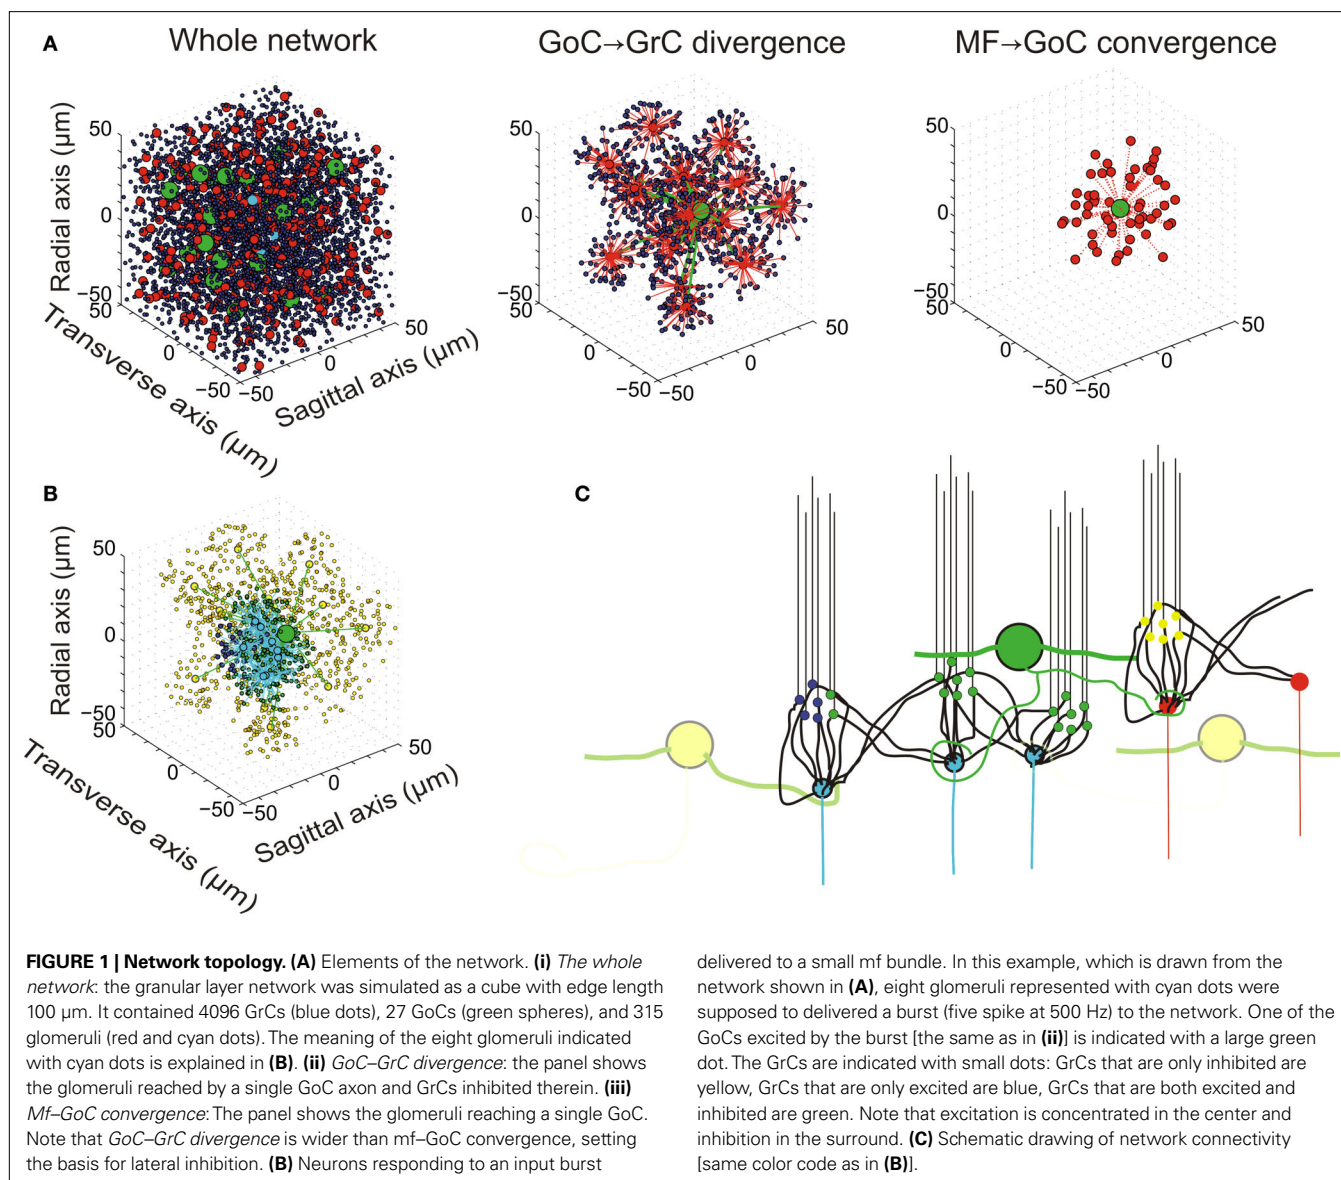 A
Whole network
GoC→GrC divergence
MF→GoC convergence
Radial axis (µm)
50
0
−50
50
0
−50
−50
0
50
Transverse axis (µm)
Sagittal axis (µm)
50
0
−50
50
0
−50
−50
0
50
50
0
−50
50
0
−50
−50
0
50
B
Radial axis (µm)
50
0
−50
50
0
−50
−50
0
50
Transverse axis (µm)
Sagittal axis (µm)
C
FIGURE 1 | Network topology. (A) Elements of the network. (i) The whole
network: the granular layer network was simulated as a cube with edge length
100 µm. It contained 4096 GrCs (blue dots), 27 GoCs (green spheres), and 315
glomeruli (red and cyan dots). The meaning of the eight glomeruli indicated
with cyan dots is explained in (B). (ii) GoC–GrC divergence: the panel shows
the glomeruli reached by a single GoC axon and GrCs inhibited therein. (iii)
Mf–GoC convergence: The panel shows the glomeruli reaching a single GoC.
Note that GoC–GrC divergence is wider than mf–GoC convergence, setting
the basis for lateral inhibition. (B) Neurons responding to an input burst
delivered to a small mf bundle. In this example, which is drawn from the
network shown in (A), eight glomeruli represented with cyan dots were
supposed to delivered a burst (five spike at 500 Hz) to the network. One of the
GoCs excited by the burst [the same as in (ii)] is indicated with a large green
dot. The GrCs are indicated with small dots: GrCs that are only inhibited are
yellow, GrCs that are only excited are blue, GrCs that are both excited and
inhibited are green. Note that excitation is concentrated in the center and
inhibition in the surround. (C) Schematic drawing of network connectivity
[same color code as in (B)].